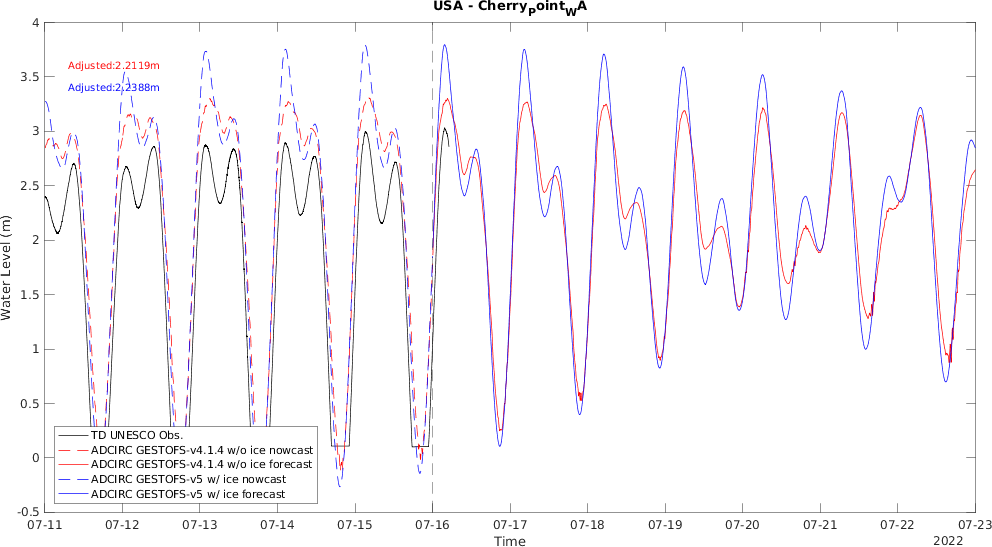 USA - CherryPointWA
Adjusted:2.2119m
Adjusted:2.2388m
4
3.5
3
2.5
2
1.5
1
0.5
0
-0.5
Water Level (m)
TD UNESCO Obs.
ADCIRC GESTOFS-v4.1.4 w/o ice nowcast
ADCIRC GESTOFS-v4.1.4 w/o ice forecast
ADCIRC GESTOFS-v5 w/ ice nowcast
ADCIRC GESTOFS-v5 w/ ice forecast
07-11 07-12 07-13 07-14 07-15 07-16 07-17 07-18 07-19 07-20 07-21 07-22 07-23
Time
2022